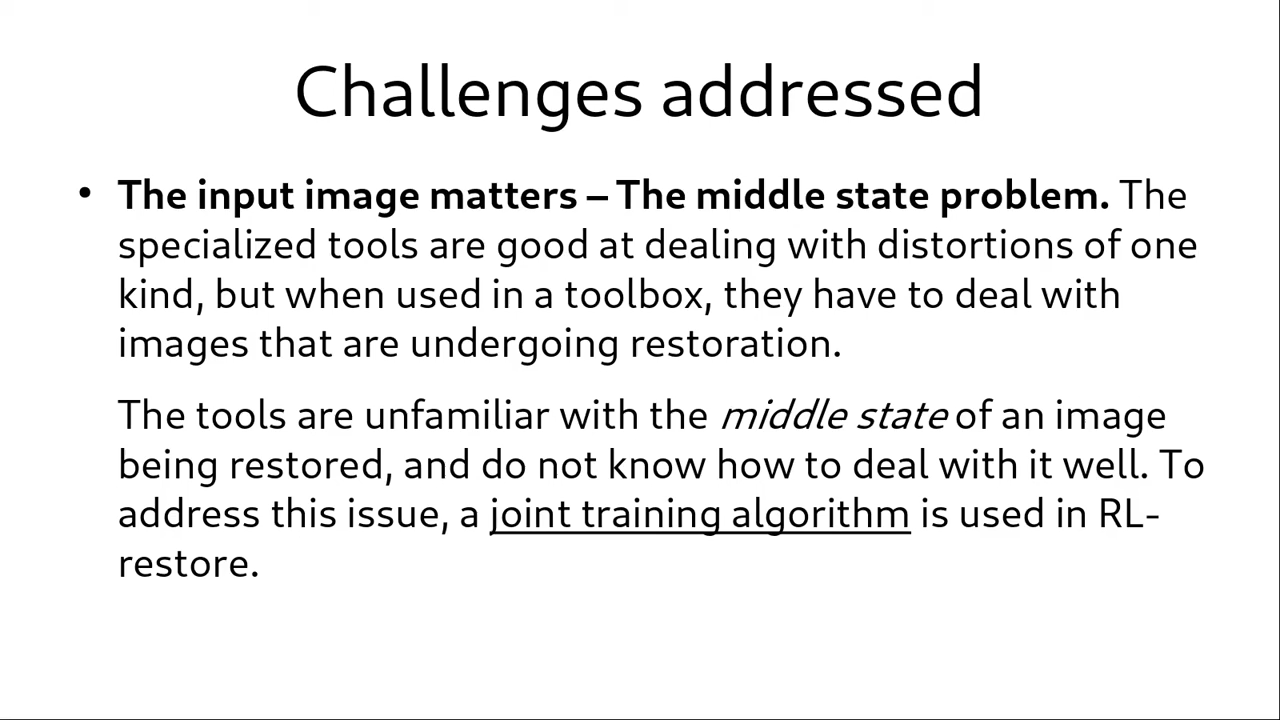 Challenges addressed
• The input image matters – The middle state problem. The
specialized tools are good at dealing with distortions of one
kind, but when used in a toolbox, they have to deal with
images that are undergoing restoration.
The tools are unfamiliar with the middle state of an image
being restored, and do not know how to deal with it well. To
address this issue, a joint training algorithm is used in RL-
restore.